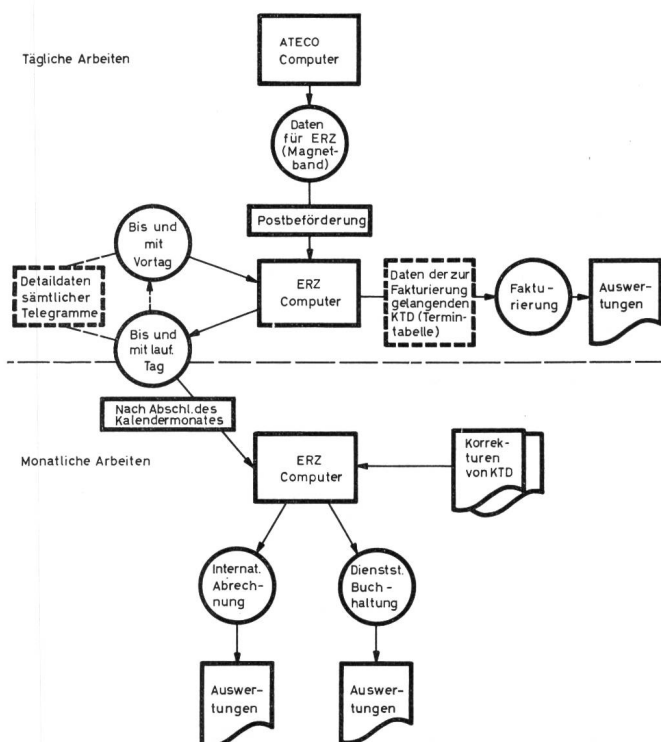 ATECO
Computer
Tägliche Arbeiten
Daten
für ERZ
(Magnet-
band)
Postbeförderung
Bis und
mit
Vortag
Detaildaten
sämtlicher
Telegramme
ERZ
Computer
Daten der zur
Fakturierung
gelangenden
KTD (Termin-
tabelle)
Faktu-
rierung
Auswer-
tungen
Bis und
mit lauf.
Tag
Nach Abschl. des
Kalendermonates
Monatliche Arbeiten
ERZ
Computer
Korrek-
turen
von KTD
Internat.
Abrech-
nung
Dienstst.
Buch-
haltung
Auswer-
tungen
Auswer-
tungen